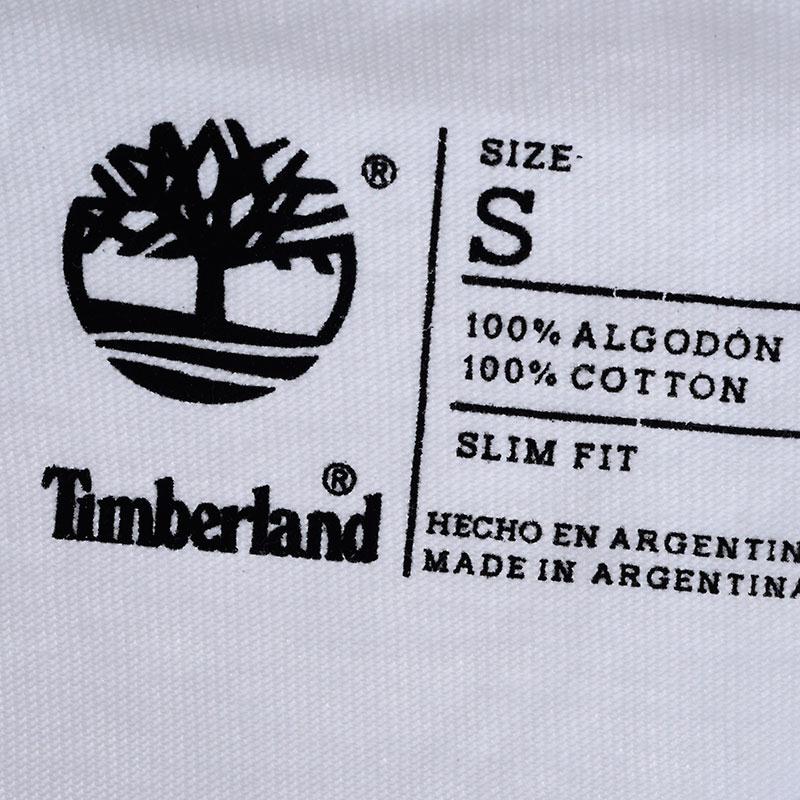 ®
Timberland®
SIZE
S
100% ALGODÓN
100% COTTON
SLIM FIT
HECHO EN ARGENTIN
MADE IN ARGENTINA